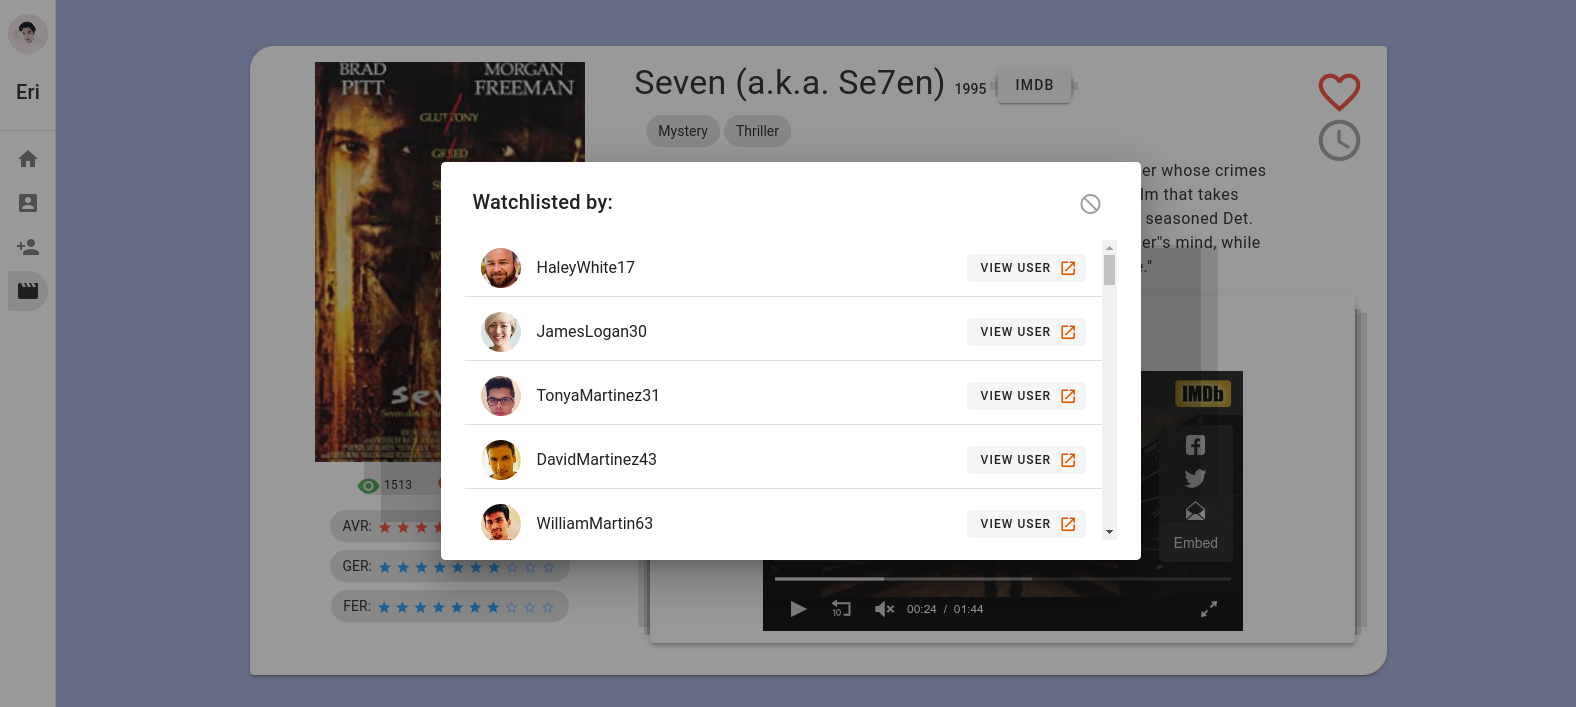 Eri
BRAD
PITT
MORGAN
FREEMAN
GLUTTONY
GREED
Seven (a.k.a. Se7en) 1995 IMDB
Mystery Thriller
er whose crimes
lm that takes
seasoned Det.
er"s mind, while
e."
Watchlisted by:
HaleyWhite17 VIEW USER
JamesLogan30 VIEW USER
TonyaMartinez31 VIEW USER
DavidMartinez43 VIEW USER
WilliamMartin63 VIEW USER
1513
AVR:
GER:
FER:
IMDb
Embed
10
00:24 / 01:44